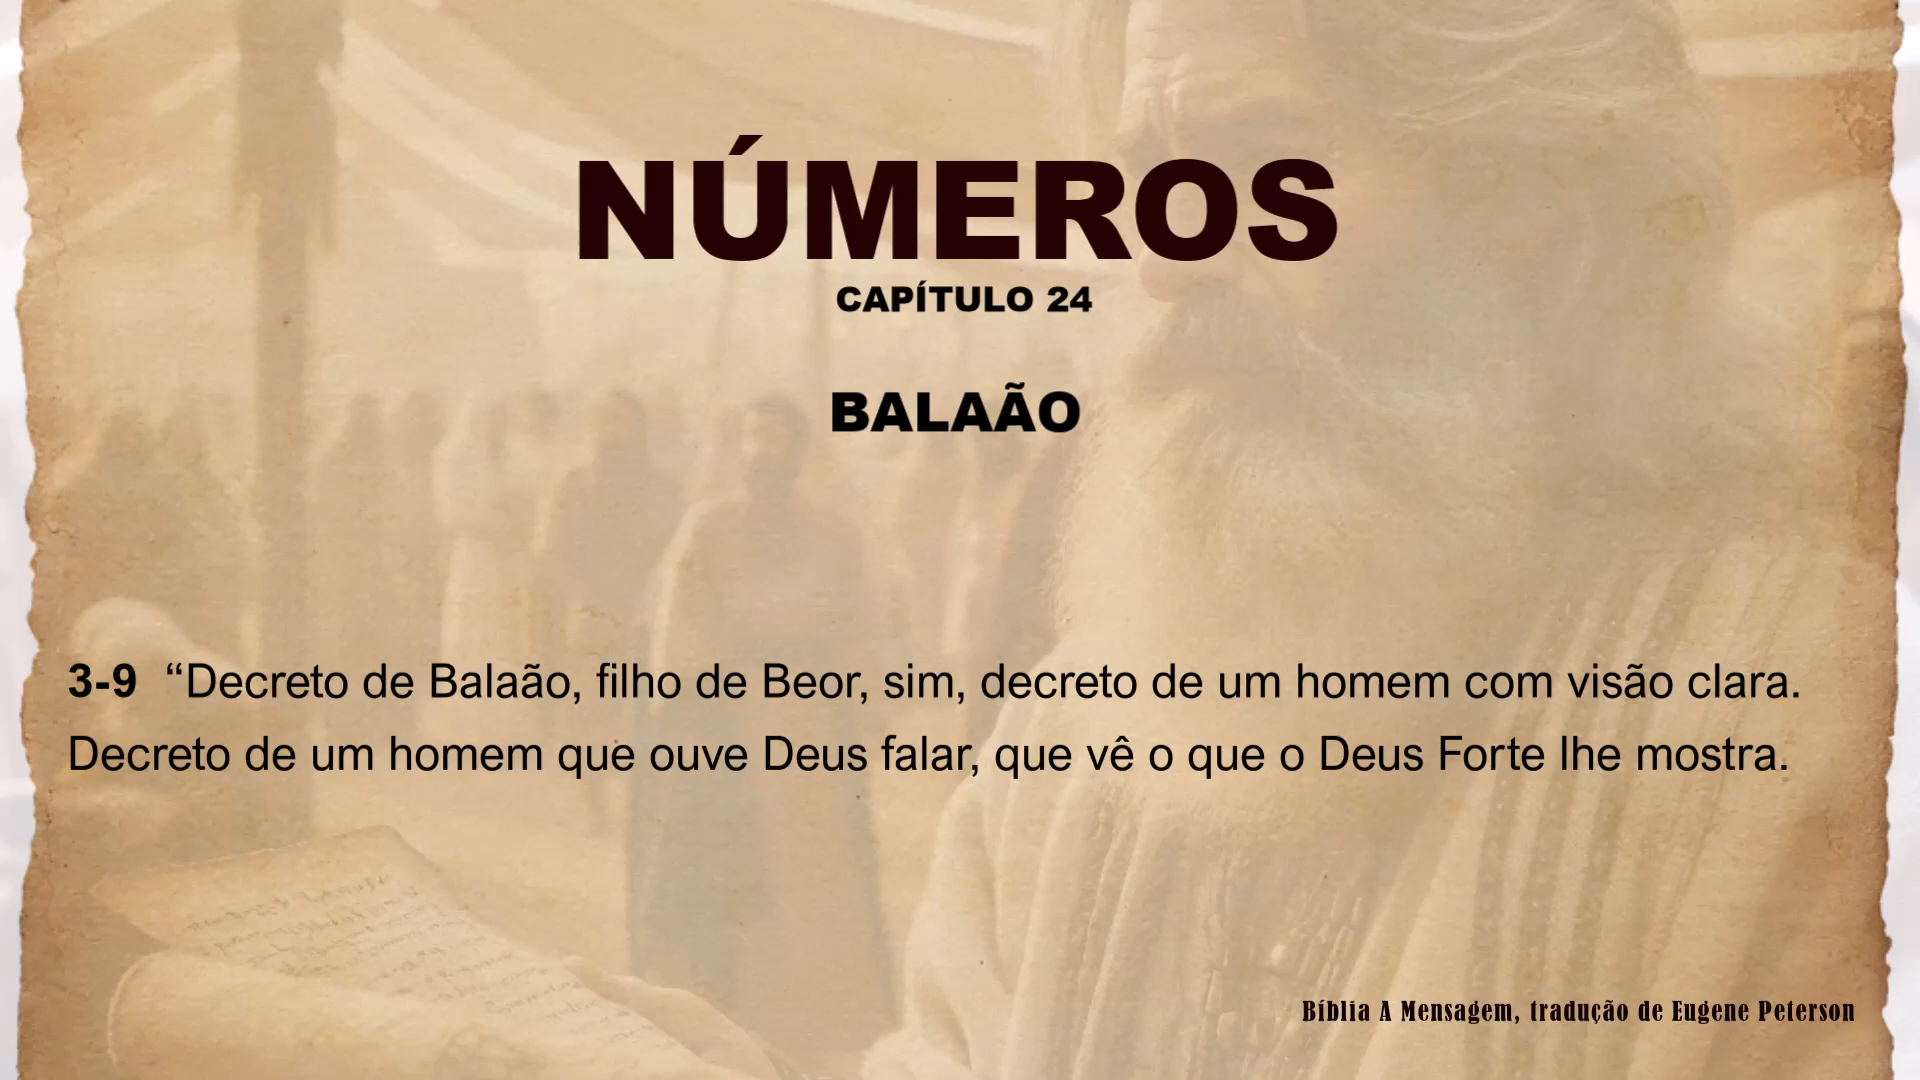 NÚMEROS
CAPÍTULO 24
BALAÃO
3-9 “Decreto de Balaão, filho de Beor, sim, decreto de um homem com visão clara.
Decreto de um homem que ouve Deus falar, que vê o que o Deus Forte lhe mostra.
Bíblia A Mensagem, tradução de Eugene Peterson